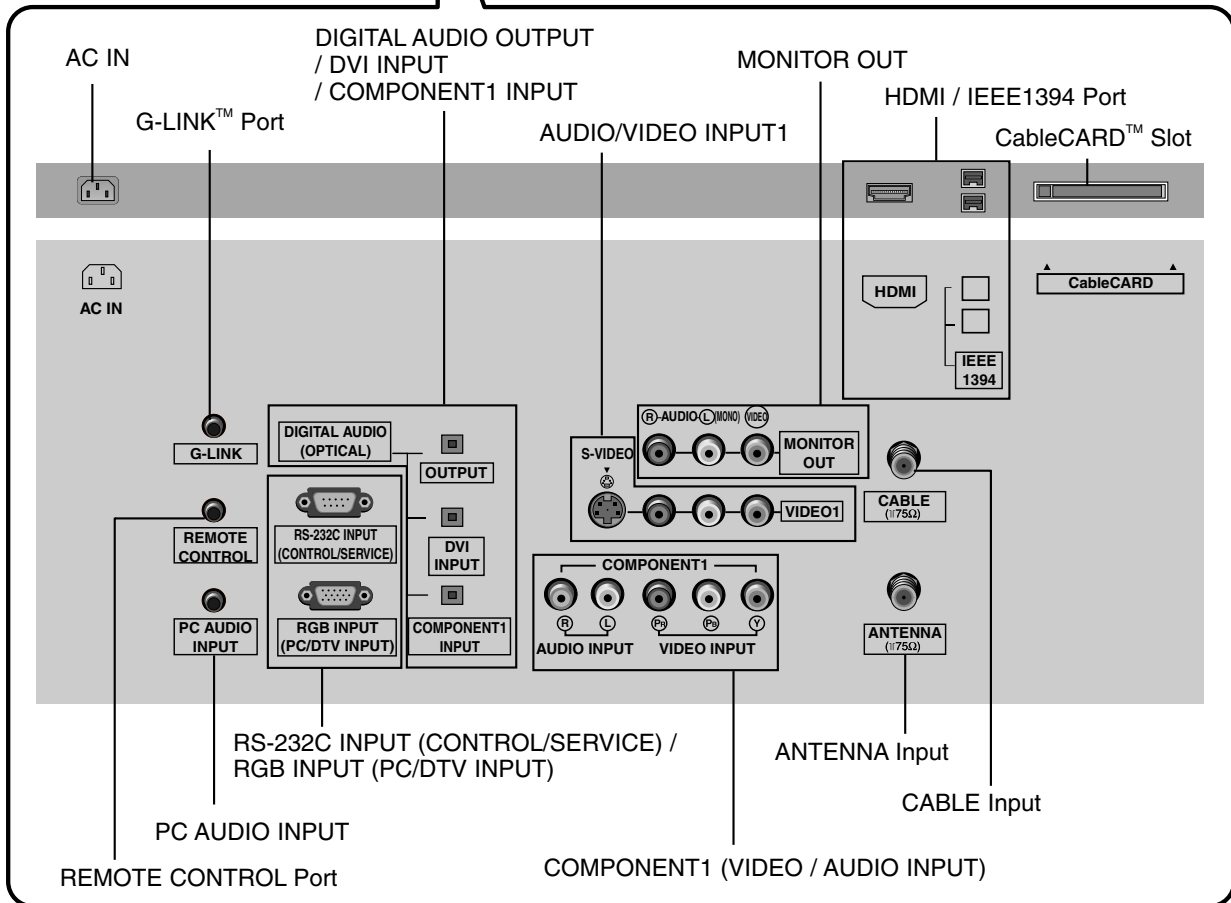 AC IN
G-LINK™ Port
DIGITAL AUDIO OUTPUT
/ DVI INPUT
/ COMPONENT1 INPUT
AUDIO/VIDEO INPUT1
MONITOR OUT
HDMI / IEEE1394 Port
CableCARD™ Slot
AC IN
HDMI
IEEE
1394
CableCARD
G-LINK
REMOTE
CONTROL
PC AUDIO
INPUT
DIGITAL AUDIO
(OPTICAL)
OUTPUT
RS-232C INPUT
(CONTROL/SERVICE)
DVI
INPUT
RGB INPUT
(PC/DTV INPUT)
COMPONENT1
INPUT
R-AUDIO-L(MONO) VIDEO
MONITOR
OUT
S-VIDEO
VIDEO1
COMPONENT1
R L PR PB Y
AUDIO INPUT VIDEO INPUT
CABLE
(75Ω)
ANTENNA
(75Ω)
RS-232C INPUT (CONTROL/SERVICE) /
RGB INPUT (PC/DTV INPUT)
PC AUDIO INPUT
REMOTE CONTROL Port
ANTENNA Input
CABLE Input
COMPONENT1 (VIDEO / AUDIO INPUT)